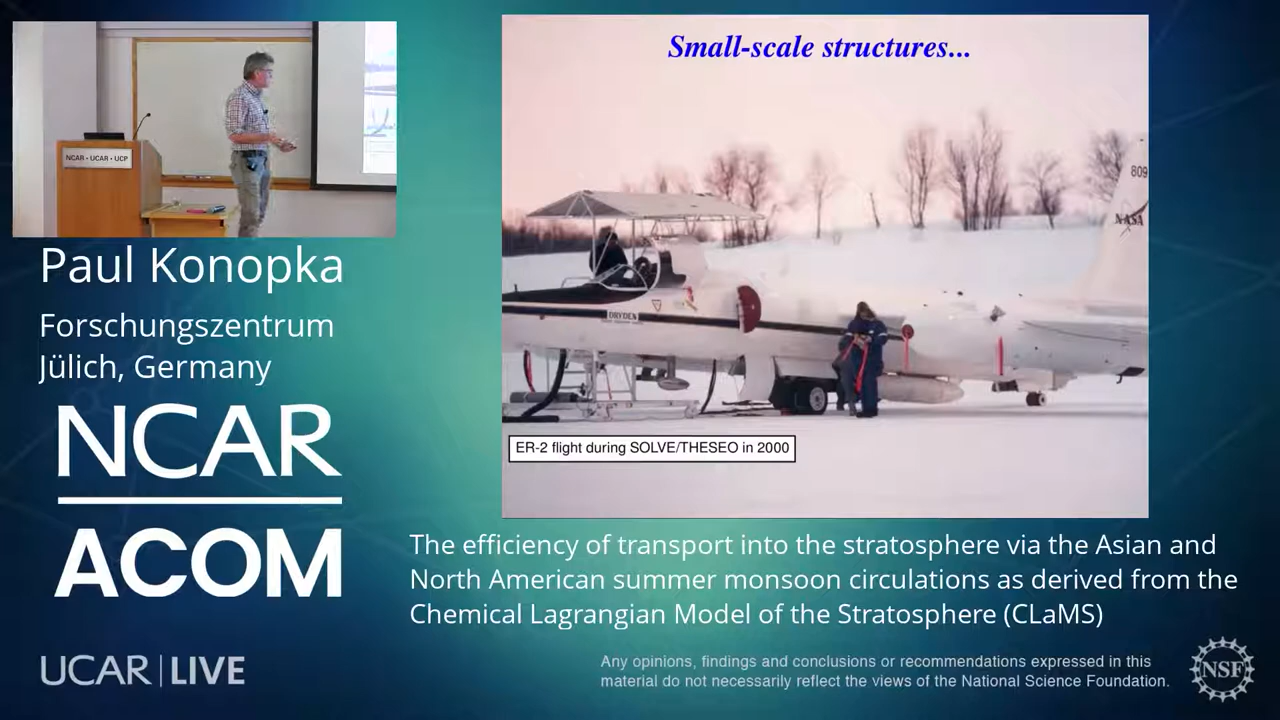 Small-scale structures...
809
NASA
DRYDEN
ER-2 flight during SOLVE/THESEO in 2000
NCAR • UCAR • UCP
Paul Konopka
Forschungszentrum
Jülich, Germany
NCAR
ACOM
The efficiency of transport into the stratosphere via the Asian and
North American summer monsoon circulations as derived from the
Chemical Lagrangian Model of the Stratosphere (CLaMS)
UCAR | LIVE
Any opinions, findings and conclusions or recommendations expressed in this
material do not necessarily reflect the views of the National Science Foundation.
NSF